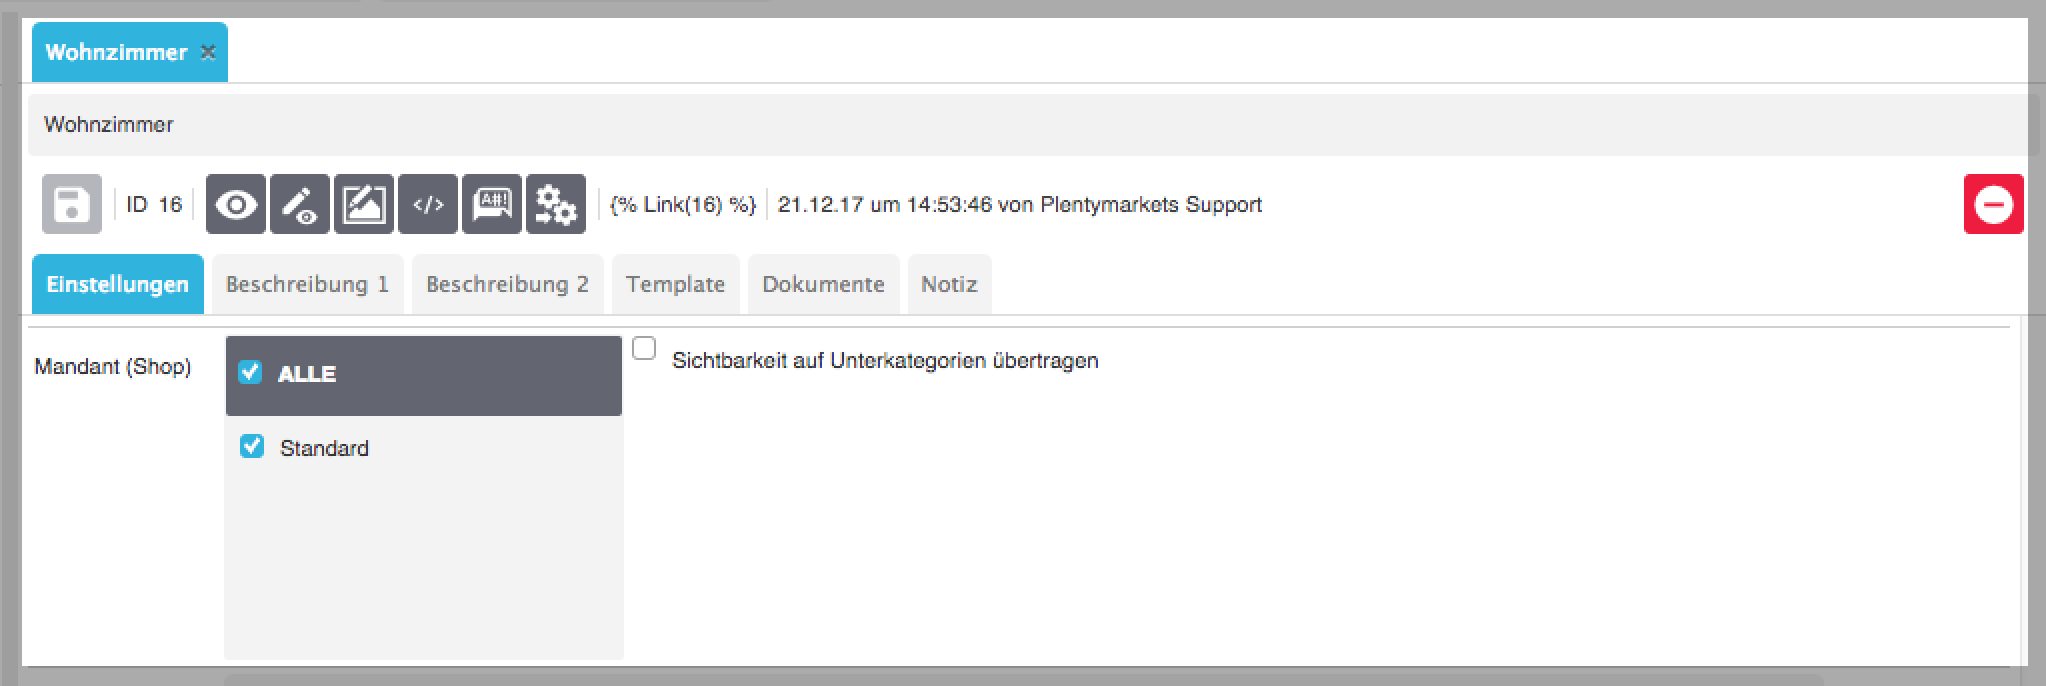 Wohnzimmer
Wohnzimmer
ID 16 </> A#! {% Link(16) %} 21.12.17 um 14:53:46 von Plentymarkets Support
Einstellungen Beschreibung 1 Beschreibung 2 Template Dokumente Notiz
Mandant (Shop) ALLE Sichtbarkeit auf Unterkategorien übertragen
Standard